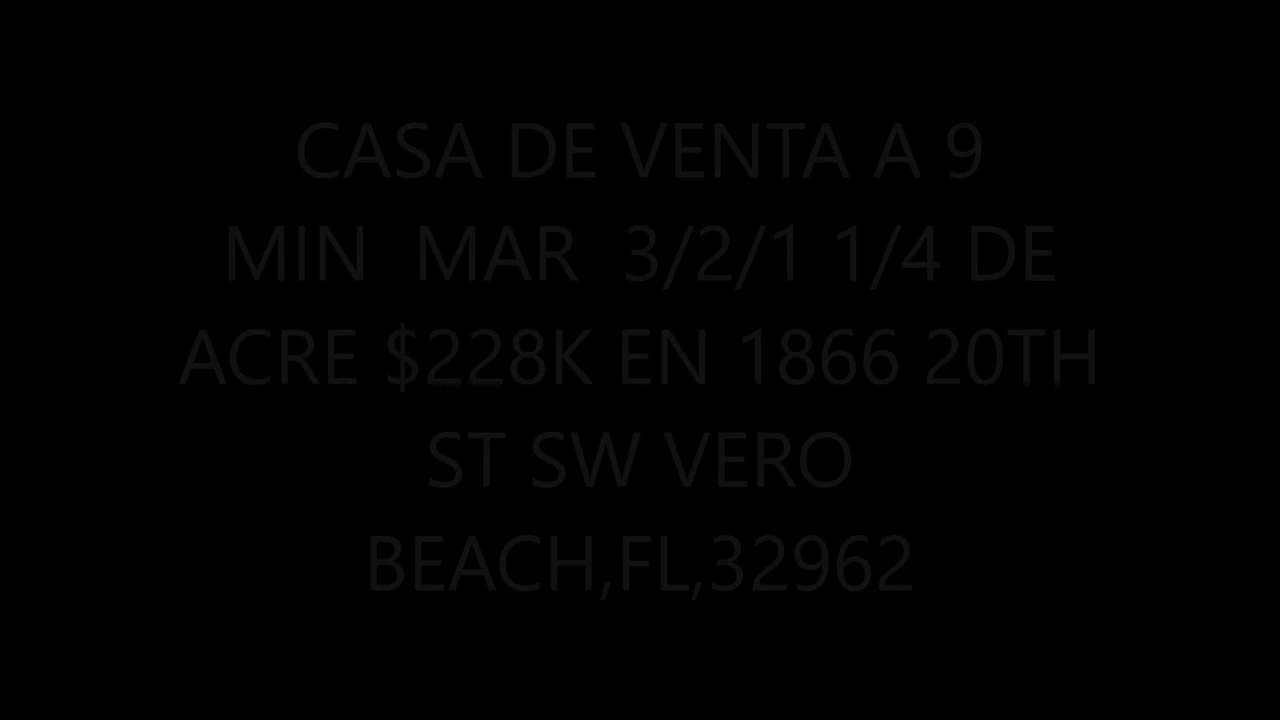 CASA DE VENTA A 9
MIN  MAR  3/2/1 1/4 DE
ACRE $228K EN 1866 20TH
ST SW VERO
BEACH,FL,32962